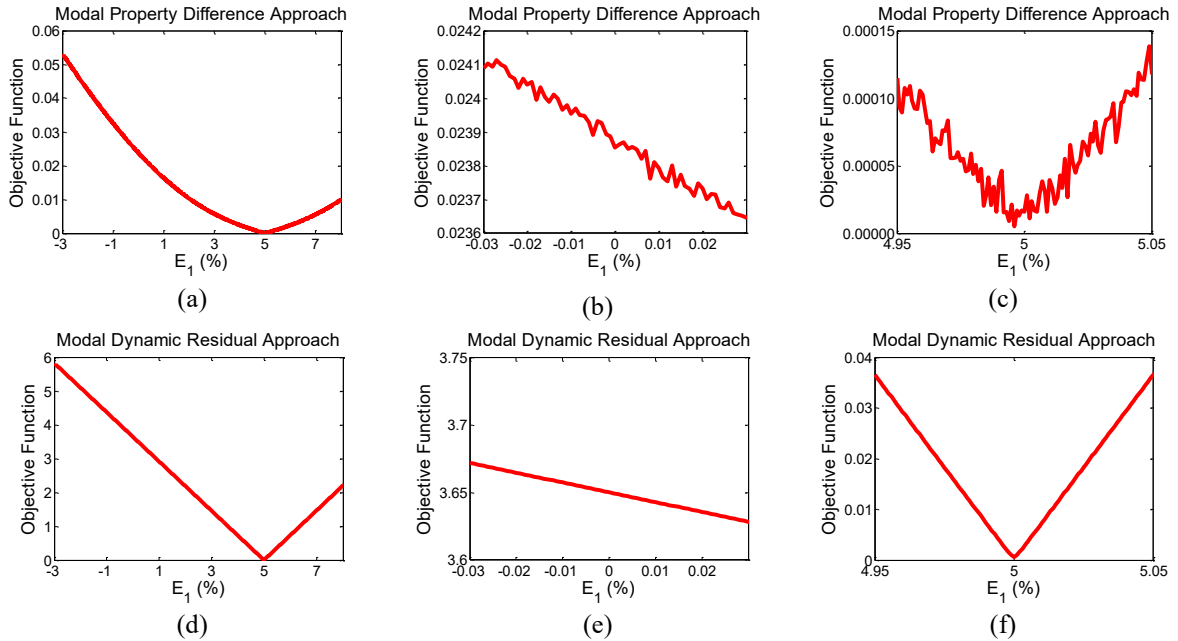 Modal Property Difference Approach
Objective Function
0.06
0.05
0.04
0.03
0.02
0.01
0
-3
-1
1
3
5
7
E1 (%)
(a)
Modal Property Difference Approach
Objective Function
0.0242
0.0241
0.024
0.0239
0.0238
0.0237
0.0236
-0.03
-0.02
-0.01
0
0.01
0.02
E1 (%)
(b)
Modal Property Difference Approach
Objective Function
0.00015
0.00010
0.00005
0.00000
4.95
5
5.05
E1 (%)
(c)
Modal Dynamic Residual Approach
Objective Function
6
5
4
3
2
1
0
-3
-1
1
3
5
7
E1 (%)
(d)
Modal Dynamic Residual Approach
Objective Function
3.75
3.7
3.65
3.6
-0.03
-0.02
-0.01
0
0.01
0.02
E1 (%)
(e)
Modal Dynamic Residual Approach
Objective Function
0.04
0.03
0.02
0.01
0
4.95
5
5.05
E1 (%)
(f)